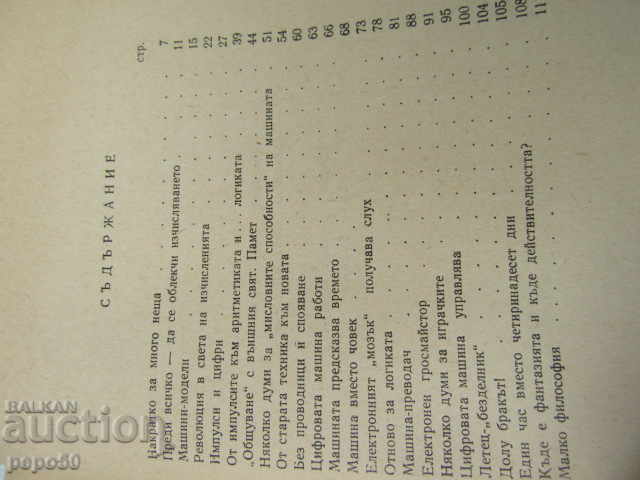 СЪДЪРЖАНИЕ
стр.
Накратко за много неща . . . . . 7
Преди всичко — да се облекчи изчисляването . . 11
Машини-модели . . . . . 15
Революция в света на изчисленията . . . . 22
Импулси и цифри . . . . . 27
От импулсите към аритметиката и... логиката . . 39
„Общуване“ с външния свят. Памет . . . . 44
Няколко думи за „мисловните способности“ на машината 51
От старата техника към новата . . . . . 54
Без проводници и спояване . . . . . 60
Цифровата машина работи . . . . . 63
Машината предсказва времето . . . . . 66
Машина вместо човек . . . . . 68
Електронният „мозък“ получава слух . . . . 73
Отново за логиката . . . . . 78
Машина-преводач . . . . . 81
Електронен гросмайстор . . . . . 88
Няколко думи за играчките . . . . . 91
Цифровата машина управлява . . . . . 95
Летец-„безделник“ . . . . . 100
Долу бракът! . . . . . 104
Един час вместо четиринадесет дни . . . . 105
Къде е фантазията и къде действителността? . . 108
Малко философия . . . . . 11
БАЛКАН
auction
popo50